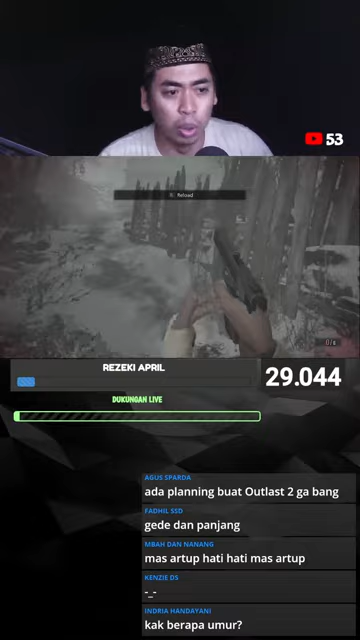 53
Reload
REZEKI APRIL
29.044
DUKUNGAN LIVE
AGUS SPARDA
ada planning buat Outlast 2 ga bang
FADHIL SSD
gede dan panjang
MBAH DAN NANANG
mas artup hati hati mas artup
KENZIE DS
-_-
INDRIA HANDAYANI
kak berapa umur?